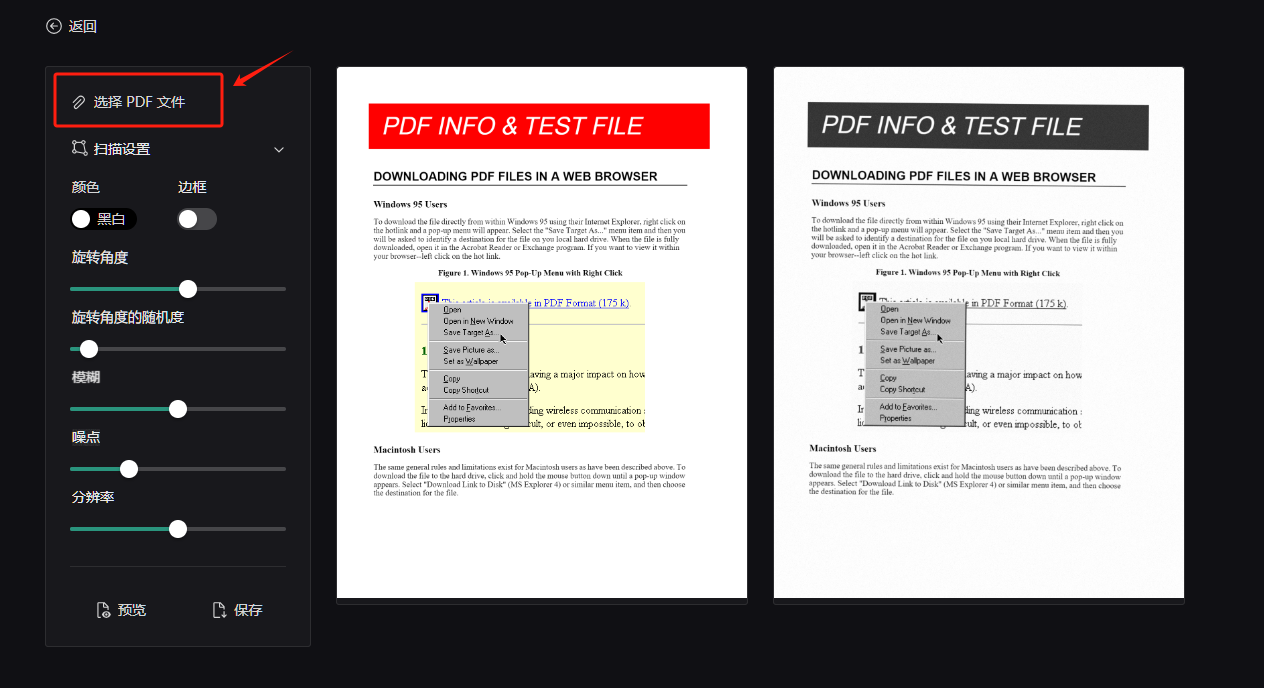 返回
选择 PDF 文件
扫描设置
颜色
边框
黑白
旋转角度
旋转角度的随机度
模糊
噪点
分辨率
预览
保存
PDF INFO & TEST FILE
DOWNLOADING PDF FILES IN A WEB BROWSER
Windows 95 Users
To download the file directly from within Windows 95 using their Internet Explorer, right click on
the hotlink and a pop-up menu will appear. Select the "Save Target As..." menu item and then you
will be asked to identify a destination for the file on you local hard drive. When the file is fully
downloaded, open it in the Acrobat Reader or Exchange program. If you want to view it within
your browser--left click on the hot link.
Figure 1. Windows 95 Pop-Up Menu with Right Click
This article is available in PDF Format (175 k).
Open
Open in New Window
Save Target As...
Save Picture as...
Set as Wallpaper
Copy
Copy Shortcut
Add to Favorites...
Properties
1
having a major impact on how
A).
ding wireless communication
cult, or even impossible, to ob
Macintosh Users
The same general rules and limitations exist for Macintosh users as have been described above. To
download the file to the hard drive, click and hold the mouse button down until a pop-up window
appears. Select "Download Link to Disk" (MS Explorer 4) or similar menu item, and then choose
the destination for the file.
PDF INFO & TEST FILE
DOWNLOADING PDF FILES IN A WEB BROWSER
Windows 95 Users
To download the file directly from within Windows 95 using their Internet Explorer, right click on
the hotlink and a pop-up menu will appear. Select the "Save Target As..." menu item and then you
will be asked to identify a destination for the file on you local hard drive. When the file is fully
downloaded, open it in the Acrobat Reader or Exchange program. If you want to view it within
your browser--left click on the hot link.
Figure 1. Windows 95 Pop-Up Menu with Right Click
This article is available in PDF Format (175 k).
Open
Open in New Window
Save Target As...
Save Picture as...
Set as Wallpaper
Copy
Copy Shortcut
Add to Favorites...
Properties
1
having a major impact on how
A).
ding wireless communication
cult, or even impossible, to ob
Macintosh Users
The same general rules and limitations exist for Macintosh users as have been described above. To
download the file to the hard drive, click and hold the mouse button down until a pop-up window
appears. Select "Download Link to Disk" (MS Explorer 4) or similar menu item, and then choose
the destination for the file.